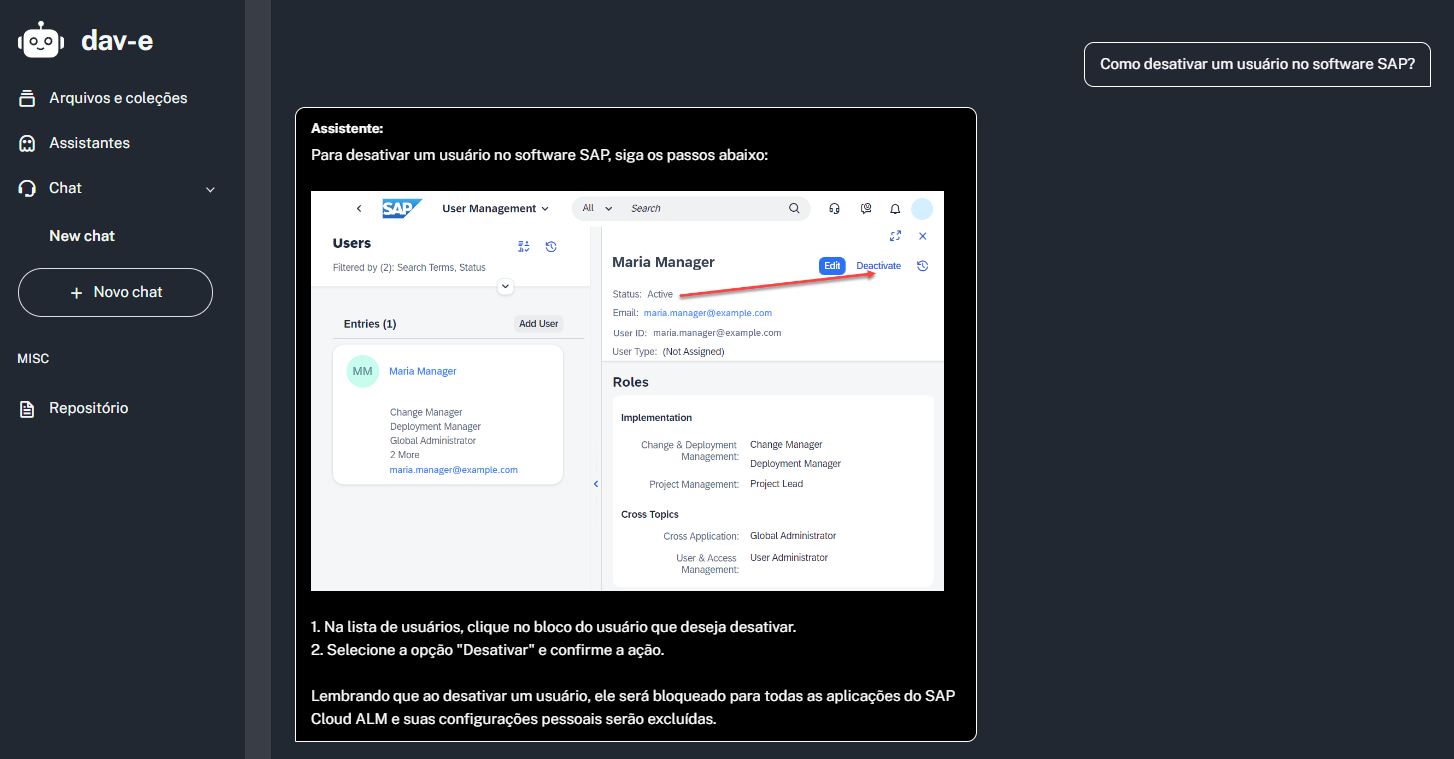 dav-e
Arquivos e coleções
Assistantes
Chat
New chat
+ Novo chat
MISC
Repositório
Como desativar um usuário no software SAP?
Assistente:
Para desativar um usuário no software SAP, siga os passos abaixo:
SAP User Management All Search
Users
Filtered by (2): Search Terms, Status
Entries (1) Add User
MM Maria Manager
Change Manager
Deployment Manager
Global Administrator
2 More
maria.manager@example.com
Maria Manager Edit Deactivate
Status: Active
Email: maria.manager@example.com
User ID: maria.manager@example.com
User Type: (Not Assigned)
Roles
Implementation
Change & Deployment Management: Change Manager
Deployment Manager
Project Management: Project Lead
Cross Topics
Cross Application: Global Administrator
User & Access Management: User Administrator
1. Na lista de usuários, clique no bloco do usuário que deseja desativar.
2. Selecione a opção "Desativar" e confirme a ação.
Lembrando que ao desativar um usuário, ele será bloqueado para todas as aplicações do SAP
Cloud ALM e suas configurações pessoais serão excluídas.